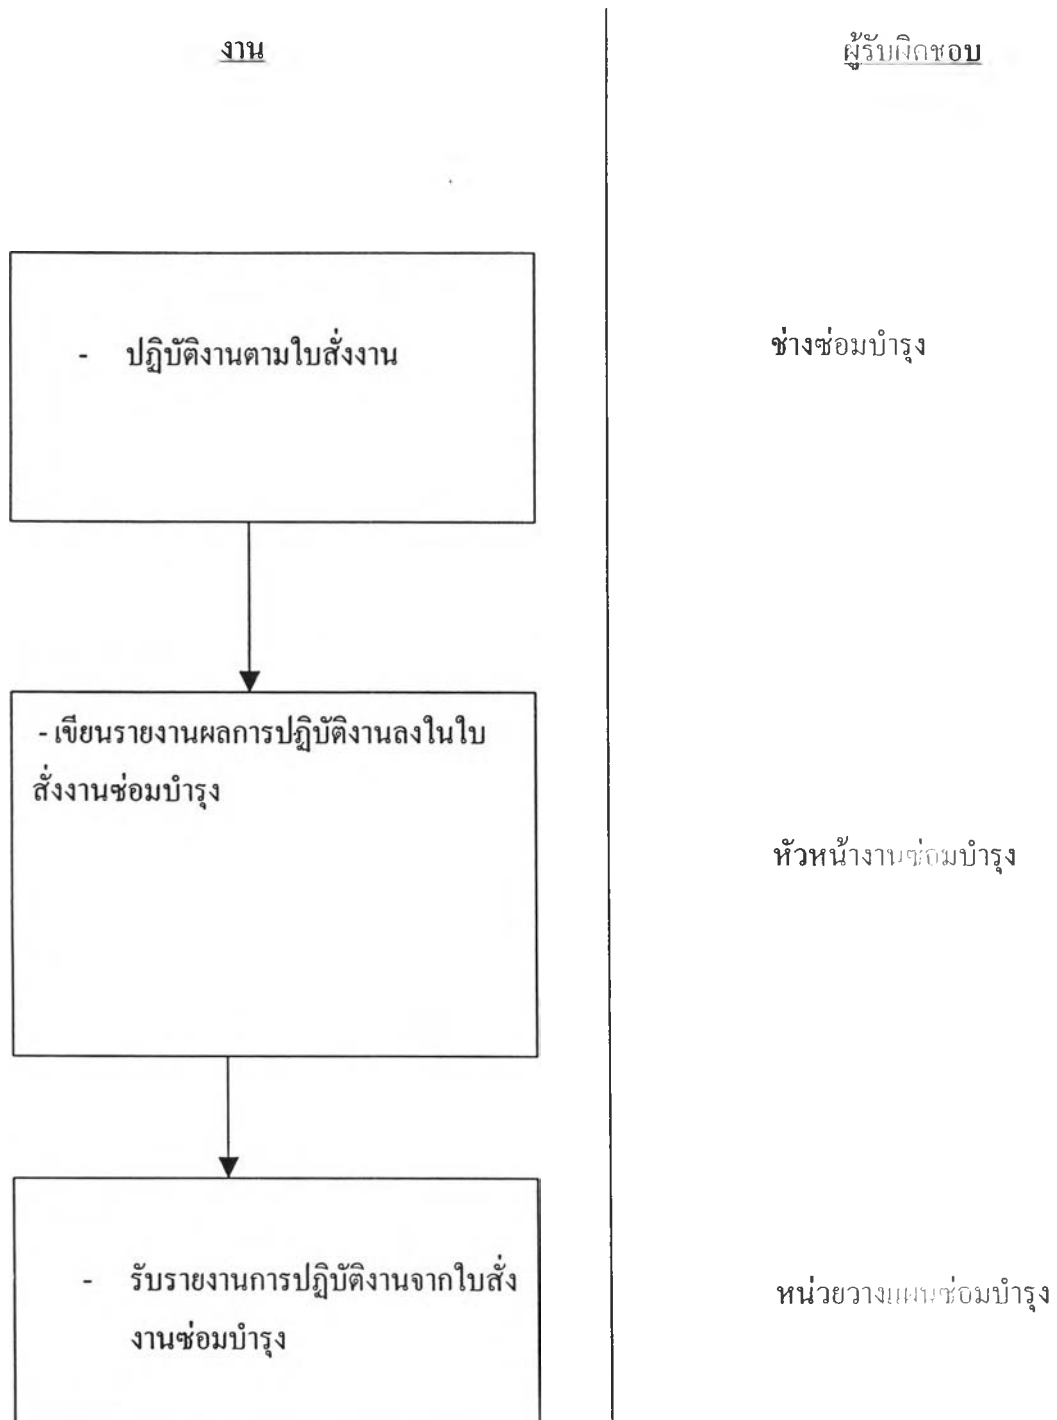 งาน
ผู้รับผิดชอบ
- ปฏิบัติงานตามใบสั่งงาน
ช่างซ่อมบำรุง
- เขียนรายงานผลการปฏิบัติงานลงในใบ
สั่งงานซ่อมบำรุง
หัวหน้างานซ่อมบำรุง
- รับรายงานการปฏิบัติงานจากใบสั่ง
งานซ่อมบำรุง
หน่วยวางแผนซ่อมบำรุง